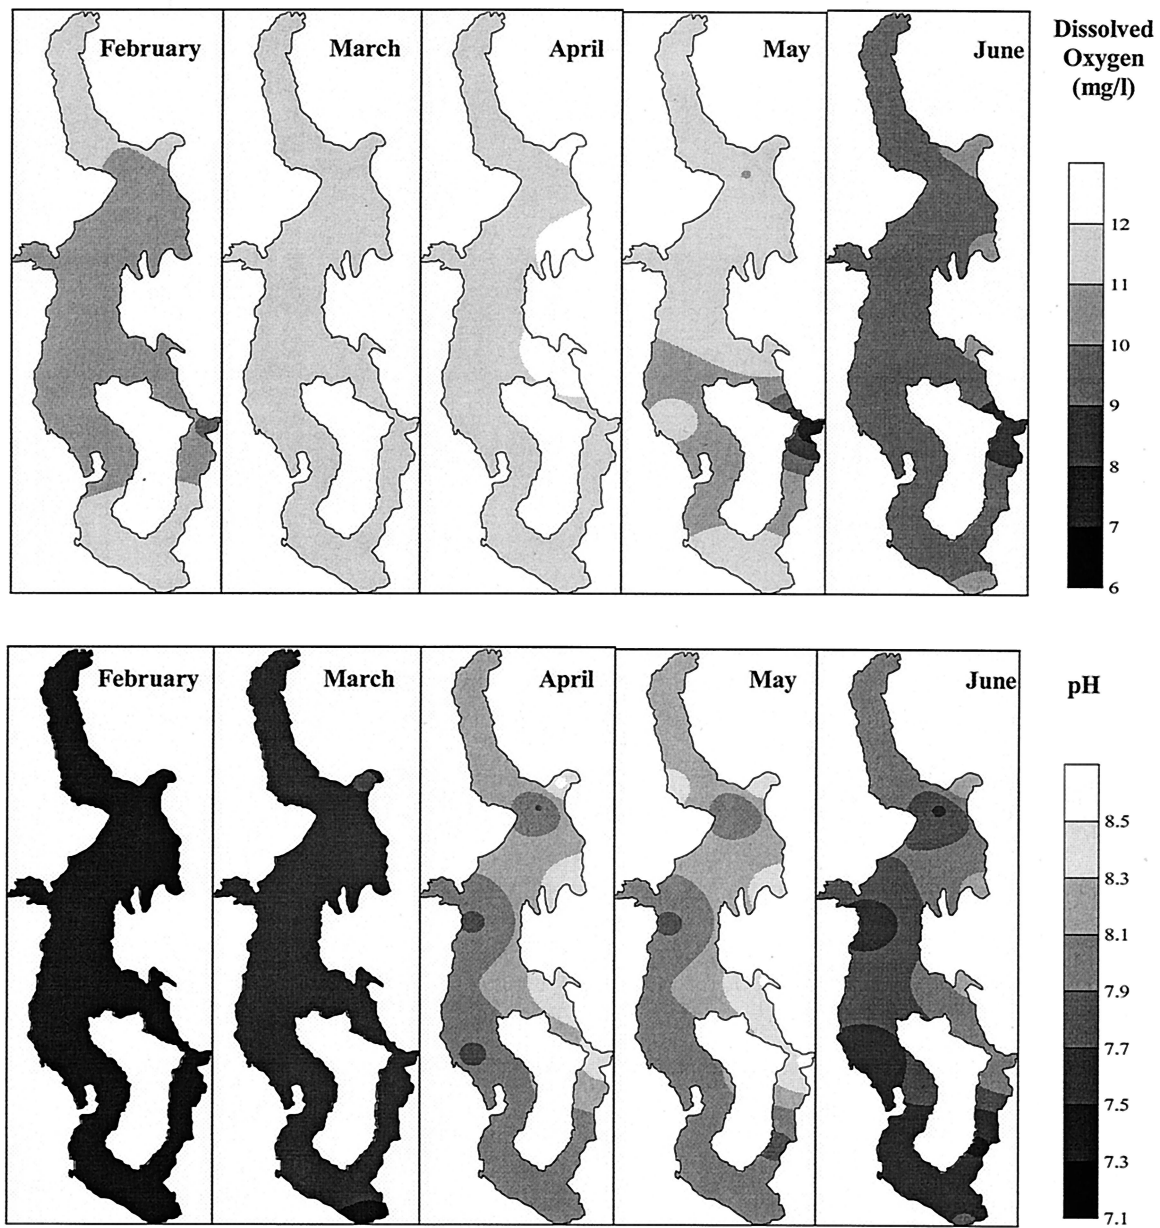 February
March
April
May
June
Dissolved
Oxygen
(mg/l)
12
11
10
9
8
7
6
February
March
April
May
June
pH
8.5
8.3
8.1
7.9
7.7
7.5
7.3
7.1